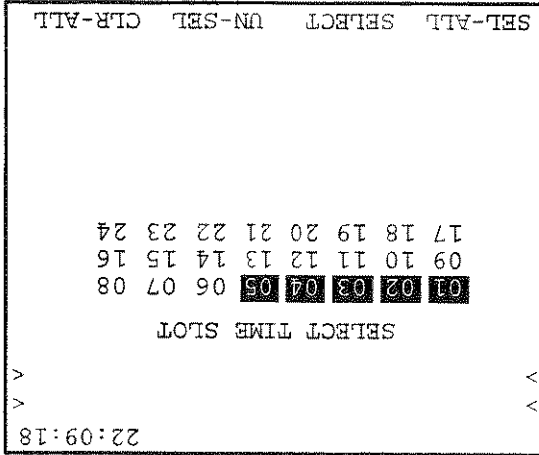 22:09:18
> <
> <
SELECT TIME SLOT
01 02 03 04 05 06 07 08
09 10 11 12 13 14 15 16
17 18 19 20 21 22 23 24
SEL-ALL SELECT UN-SEL CLR-ALL